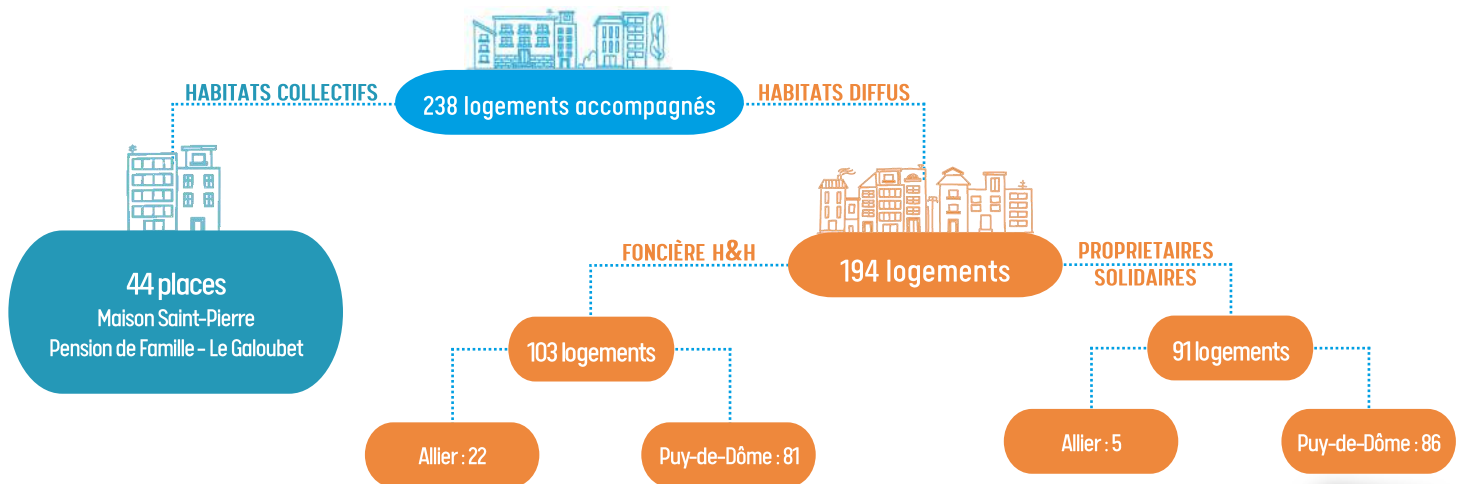 HABITATS COLLECTIFS
238 logements accompagnés
HABITATS DIFFUS
44 places
Maison Saint-Pierre
Pension de Famille - Le Galoubet
FONCIÈRE H&H
194 logements
PROPRIETAIRES
SOLIDAIRES
103 logements
91 logements
Allier : 22
Puy-de-Dôme : 81
Allier : 5
Puy-de-Dôme : 86